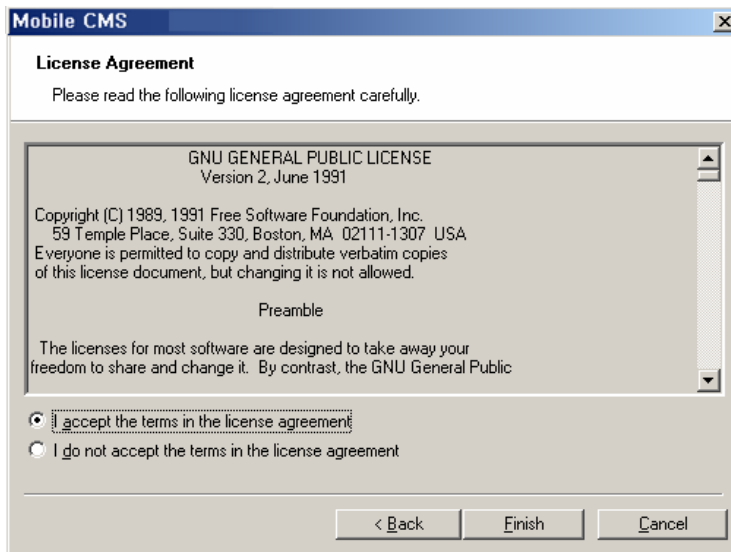 Mobile CMS
License Agreement
Please read the following license agreement carefully.
GNU GENERAL PUBLIC LICENSE
Version 2, June 1991
Copyright (C) 1989, 1991 Free Software Foundation, Inc.
59 Temple Place, Suite 330, Boston, MA 02111-1307 USA
Everyone is permitted to copy and distribute verbatim copies
of this license document, but changing it is not allowed.
Preamble
The licenses for most software are designed to take away your
freedom to share and change it. By contrast, the GNU General Public
I accept the terms in the license agreement
I do not accept the terms in the license agreement
< Back Finish Cancel